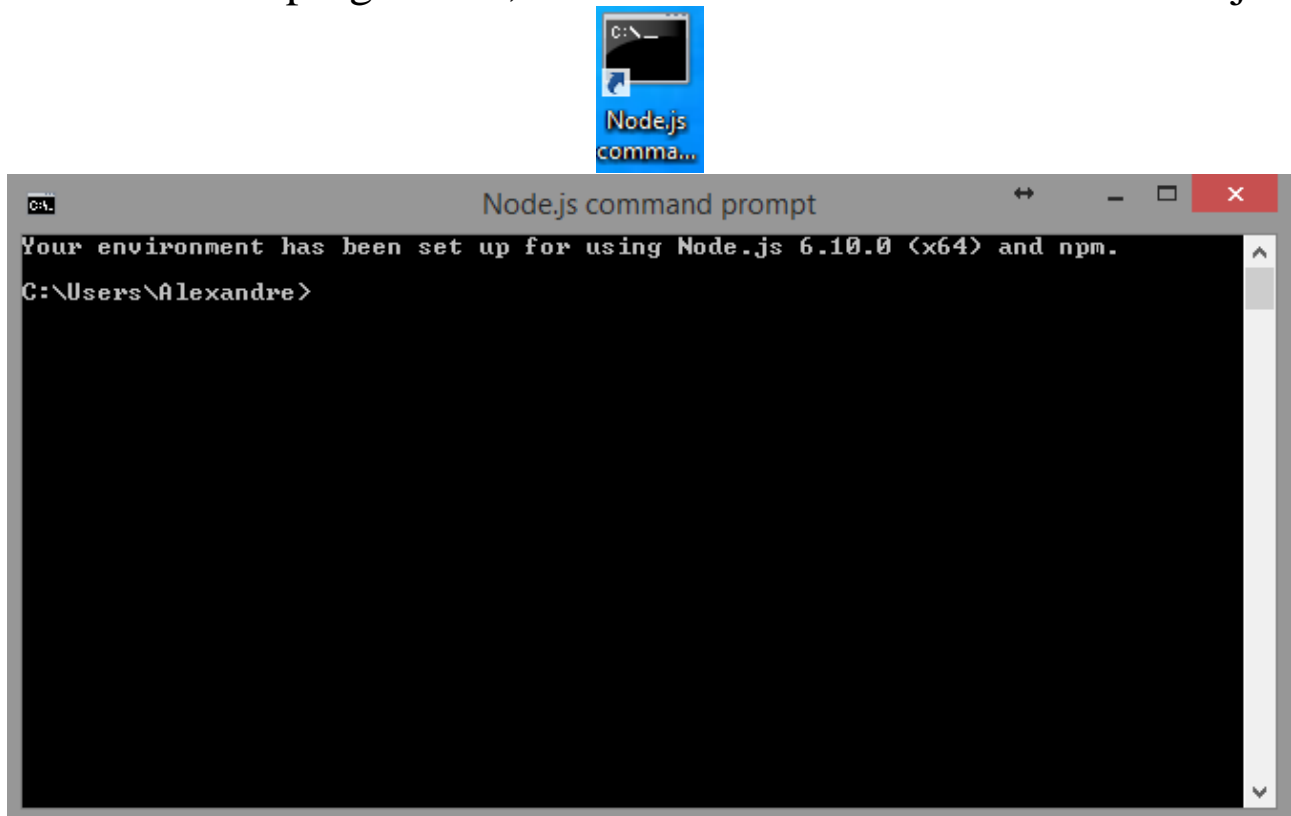 C:\_
Node.js
comma...
C:\.
Node.js command prompt
Your environment has been set up for using Node.js 6.10.0 (x64) and npm.
C:\Users\Alexandre>